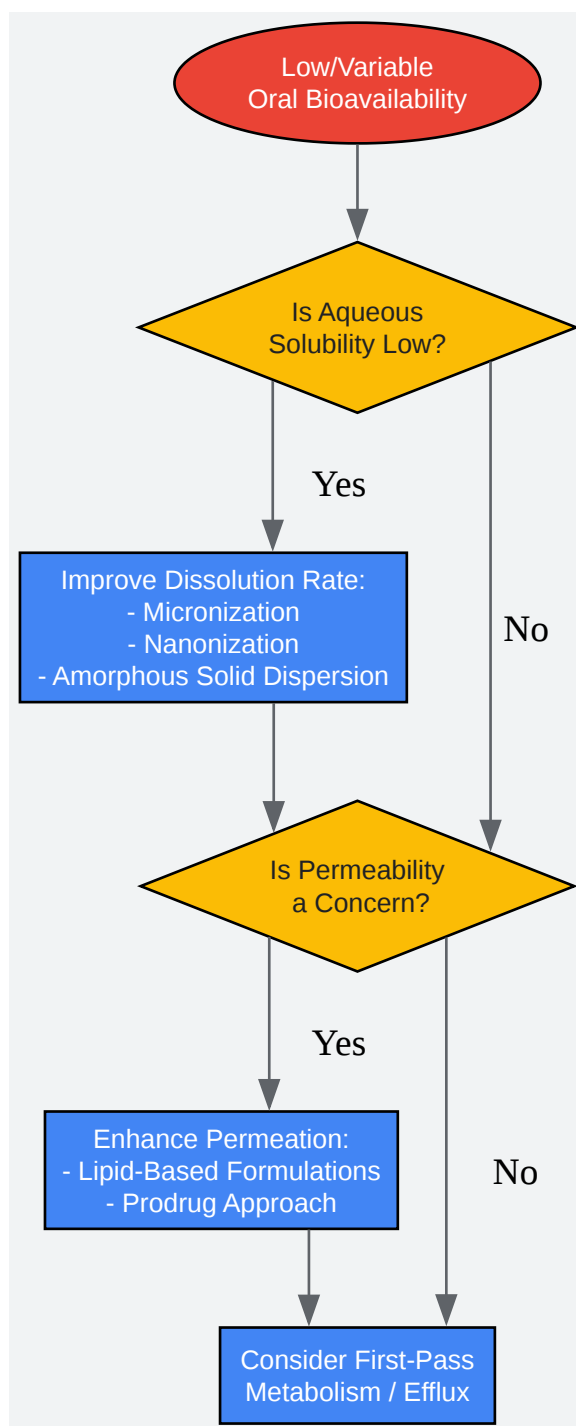 Low/Variable
Oral Bioavailability
Is Aqueous
Solubility Low?
Yes
Improve Dissolution Rate:
- Micronization
- Nanonization
- Amorphous Solid Dispersion
No
Is Permeability
a Concern?
Yes
Enhance Permeation:
- Lipid-Based Formulations
- Prodrug Approach
No
Consider First-Pass
Metabolism / Efflux